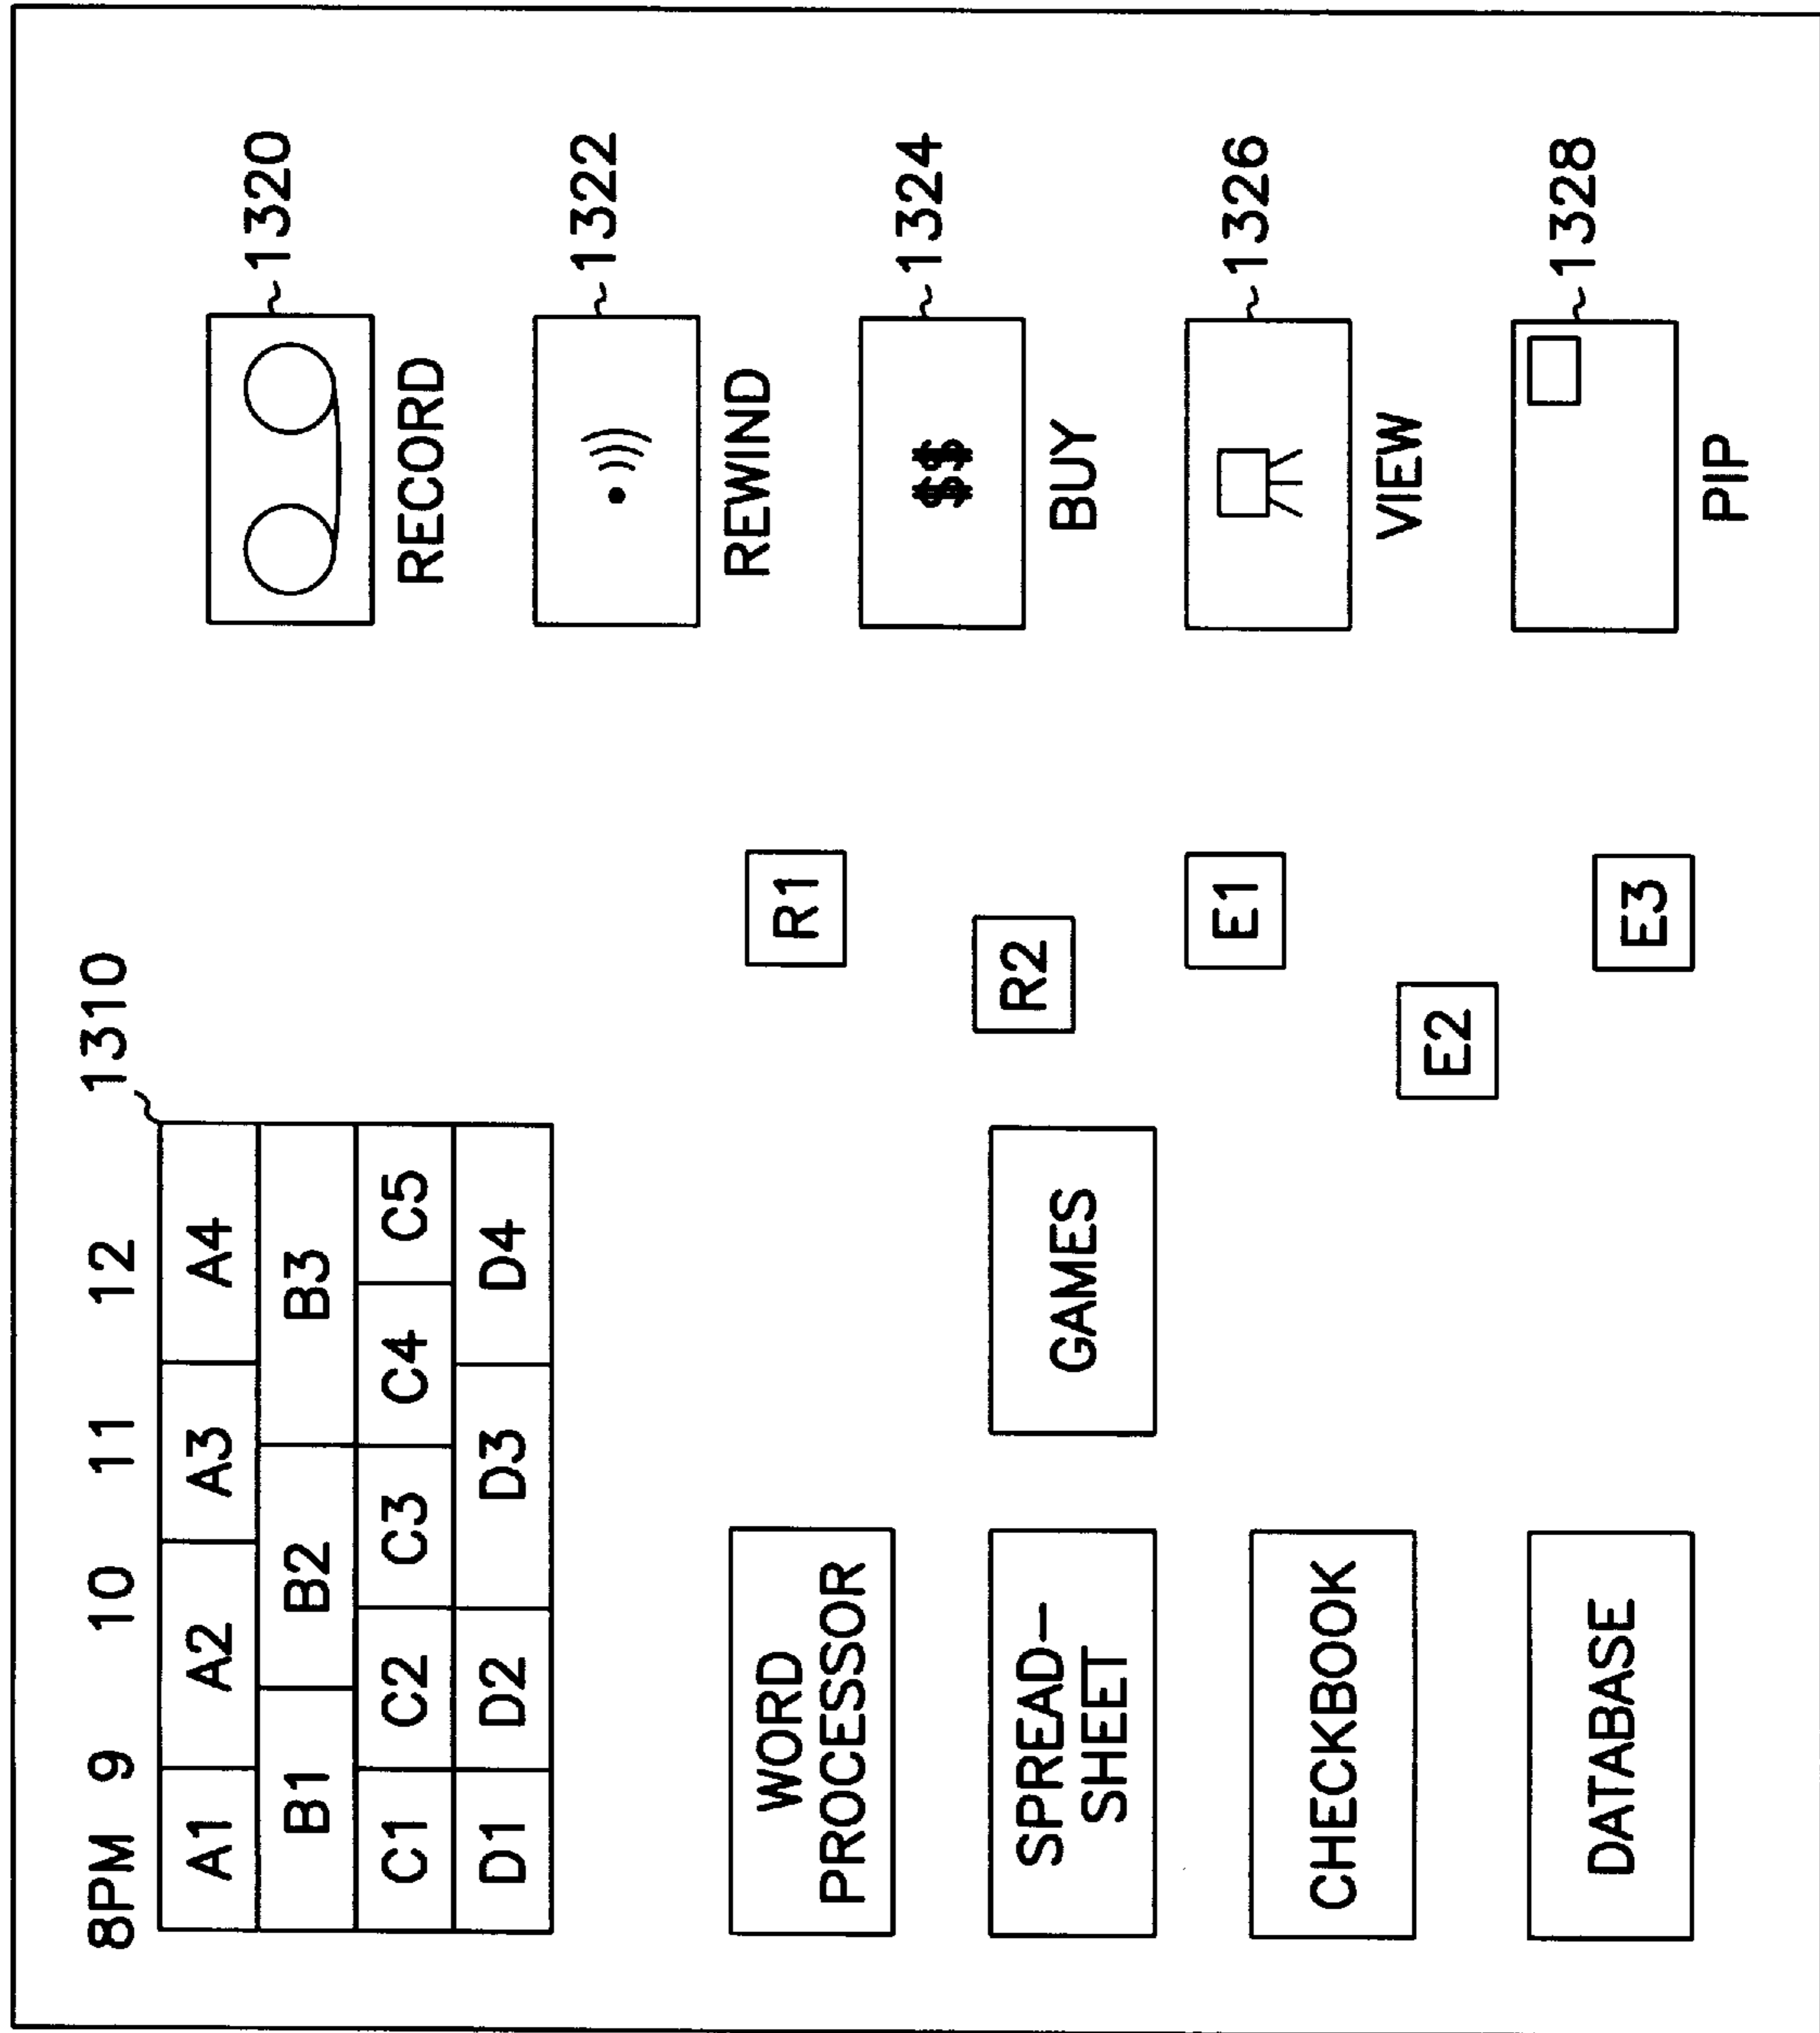 1310
8PM 9 10 11 12
A1 A2 A3 A4
B1 B2 B3
C1 C2 C3 C4 C5
D1 D2 D3 D4
1320
RECORD
1322
REWIND
$$
1324
BUY
1326
VIEW
1328
PIP
WORD
PROCESSOR
SPREAD-
SHEET
CHECKBOOK
DATABASE
GAMES
R1
R2
E1
E2
E3